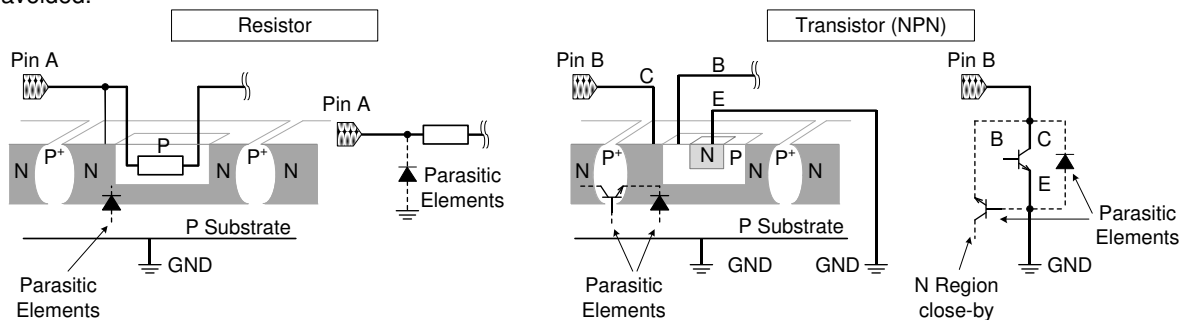 avoided.
Resistor
Transistor (NPN)
Pin A
Pin A
P
N
P+
N
N
P+
N
Parasitic
Elements
P Substrate
GND
Parasitic
Elements
Pin B
C
B
E
Pin B
N
P+
N
N
P
P+
N
P Substrate
GND
GND
Parasitic
Elements
B
C
E
Parasitic
Elements
GND
N Region
close-by